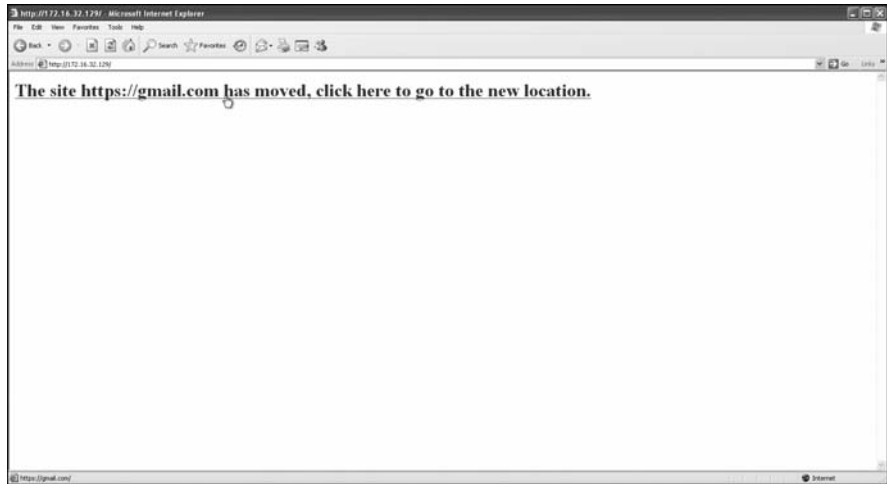 http://172.16.32.129/ - Microsoft Internet Explorer
File Edit View Favorites Tools Help
Back Search Favorites
Address http://172.16.32.129/ Go Links »
The site https://gmail.com has moved, click here to go to the new location.
https://gmail.com/ Internet